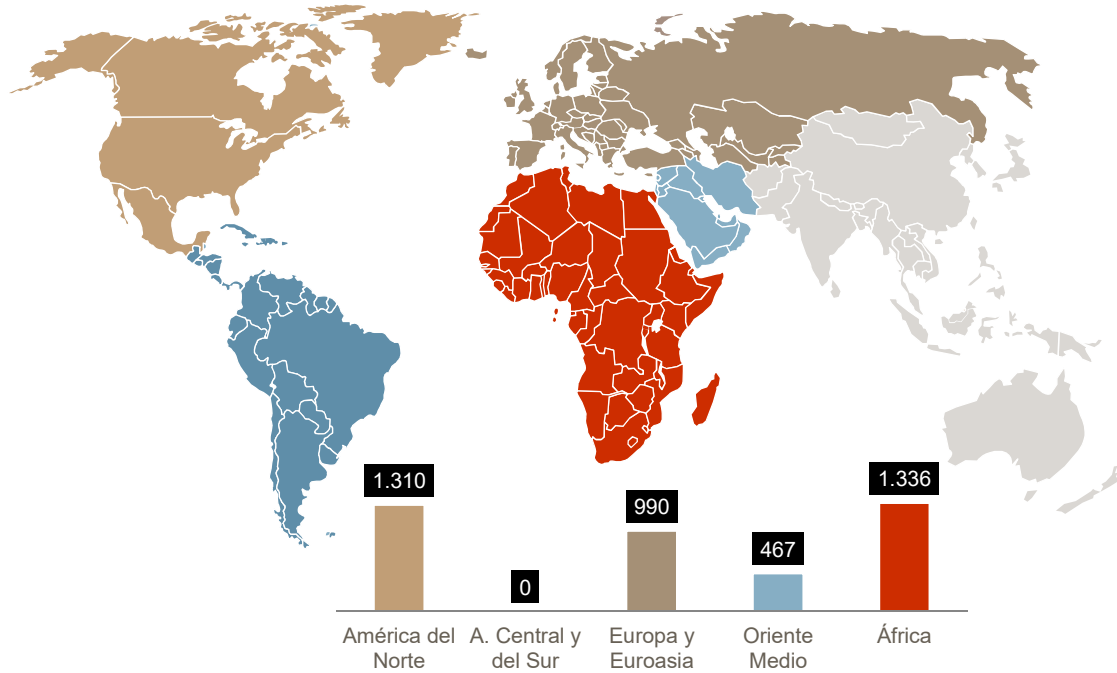 1.310
0
990
467
1.336
América del
Norte
A. Central y
del Sur
Europa y
Euroasia
Oriente
Medio
África